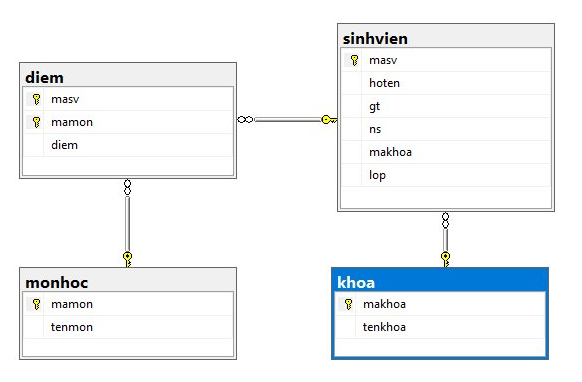 diem
masv
mamon
diem
sinhvien
masv
hoten
gt
ns
makhoa
lop
monhoc
mamon
tenmon
khoa
makhoa
tenkhoa